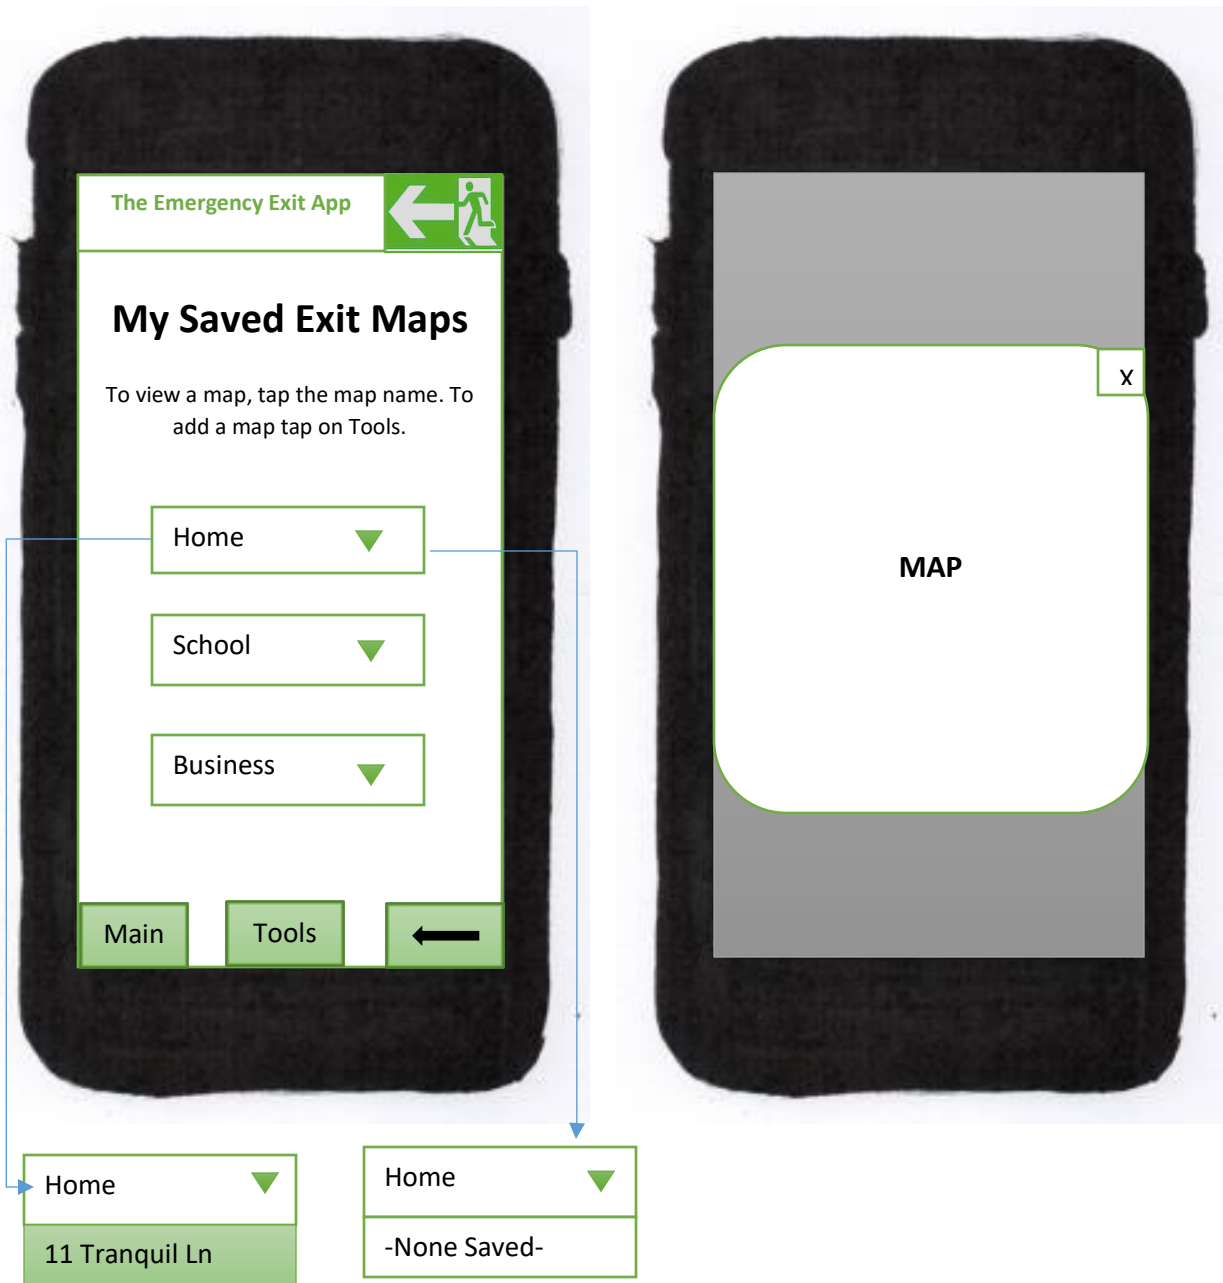 The Emergency Exit App
My Saved Exit Maps
To view a map, tap the map name. To
add a map tap on Tools.
Home
School
Business
Main
Tools
x
MAP
Home
11 Tranquil Ln
Home
-None Saved-